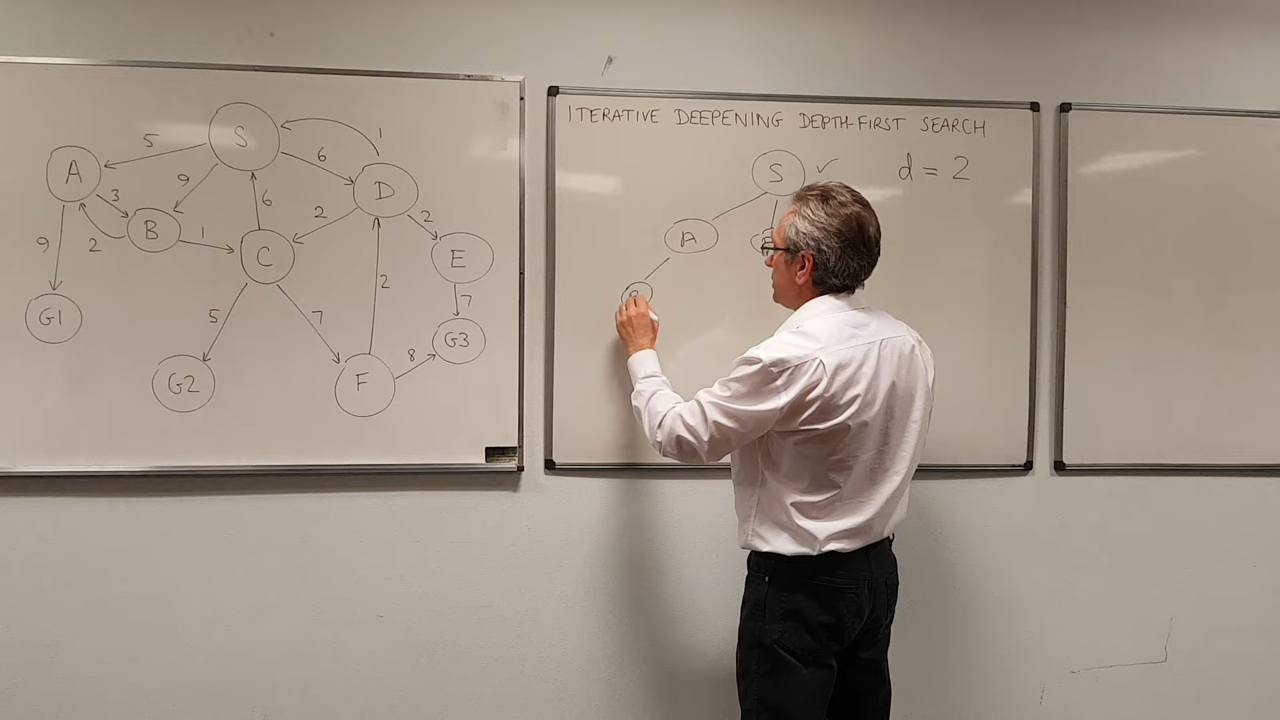 S
1
5
6
A
9
D
3
6
2
2
B
1
9
2
C
E
2
7
5
7
G1
8
G3
G2
F
ITERATIVE DEEPENING DEPTH-FIRST SEARCH
S ✓ d = 2
A